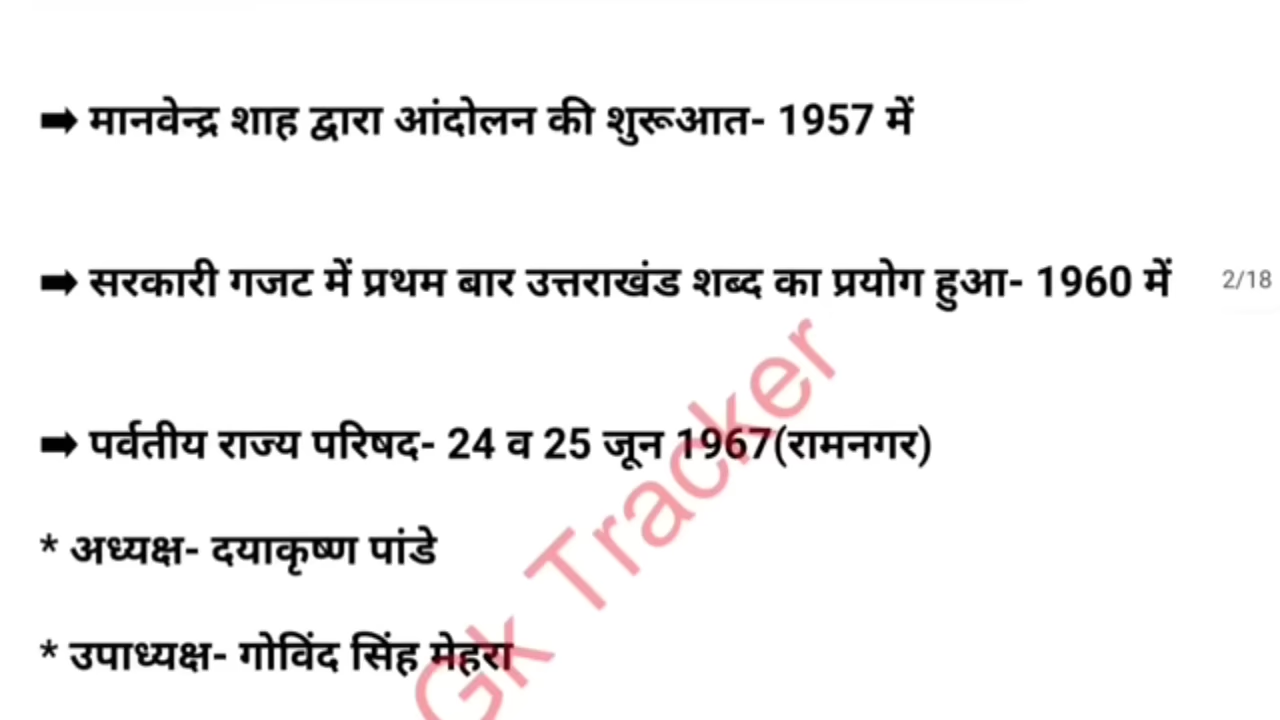 ➡ मानवेन्द्र शाह द्वारा आंदोलन की शुरूआत- 1957 में
➡ सरकारी गजट में प्रथम बार उत्तराखंड शब्द का प्रयोग हुआ- 1960 में
2/18
➡ पर्वतीय राज्य परिषद- 24 व 25 जून 1967(रामनगर)
* अध्यक्ष- दयाकृष्ण पांडे
* उपाध्यक्ष- गोविंद सिंह मेहरा
Gk Tracker